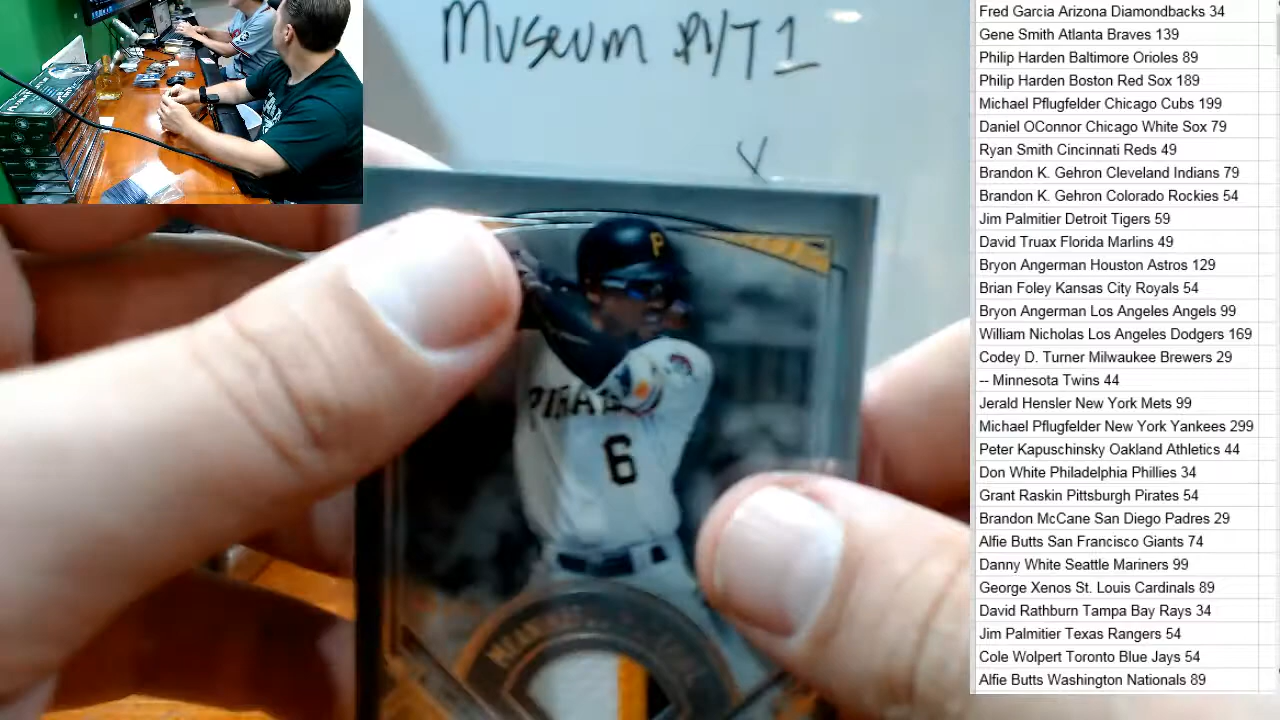 Museum
1
P
PIRA
6
Fred Garcia Arizona Diamondbacks 34
Gene Smith Atlanta Braves 139
Philip Harden Baltimore Orioles 89
Philip Harden Boston Red Sox 189
Michael Pflugfelder Chicago Cubs 199
Daniel OConnor Chicago White Sox 79
Ryan Smith Cincinnati Reds 49
Brandon K. Gehron Cleveland Indians 79
Brandon K. Gehron Colorado Rockies 54
Jim Palmitier Detroit Tigers 59
David Truax Florida Marlins 49
Bryon Angerman Houston Astros 129
Brian Foley Kansas City Royals 54
Bryon Angerman Los Angeles Angels 99
William Nicholas Los Angeles Dodgers 169
Codey D. Turner Milwaukee Brewers 29
-- Minnesota Twins 44
Jerald Hensler New York Mets 99
Michael Pflugfelder New York Yankees 299
Peter Kapuschinsky Oakland Athletics 44
Don White Philadelphia Phillies 34
Grant Raskin Pittsburgh Pirates 54
Brandon McCane San Diego Padres 29
Alfie Butts San Francisco Giants 74
Danny White Seattle Mariners 99
George Xenos St. Louis Cardinals 89
David Rathburn Tampa Bay Rays 34
Jim Palmitier Texas Rangers 54
Cole Wolpert Toronto Blue Jays 54
Alfie Butts Washington Nationals 89